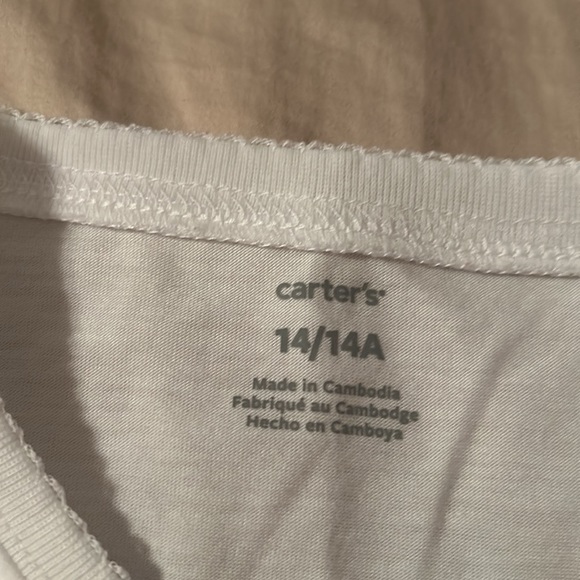 carter's
14/14A
Made in Cambodia
Fabriqué au Cambodge
Hecho en Camboya